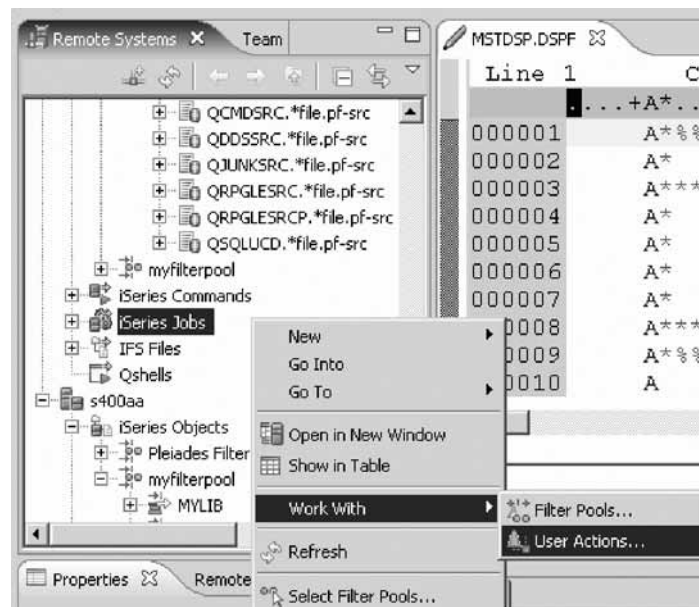 Remote Systems
Team
QCMDSRC.*file.pf-src
QDDSSRC.*file.pf-src
QJUNKSRC.*file.pf-src
QRPGLESRC.*file.pf-src
QRPGLESRCP.*file.pf-src
QSQLUCD.*file.pf-src
myfilterpool
iSeries Commands
iSeries Jobs
IFS Files
Qshells
s400aa
iSeries Objects
Pleiades Filter
myfilterpool
MYLIB
Properties
Remote
New
Go Into
Go To
Open in New Window
Show in Table
Work With
Refresh
Select Filter Pools...
Filter Pools...
User Actions...
MSTDSP.DSPF
Line 1 C
....+A*..
000001 A*%%
000002 A*
000003 A***
000004 A*
000005 A*
000006 A*
000007 A*
0008 A***
0009 A*%%
0010 A